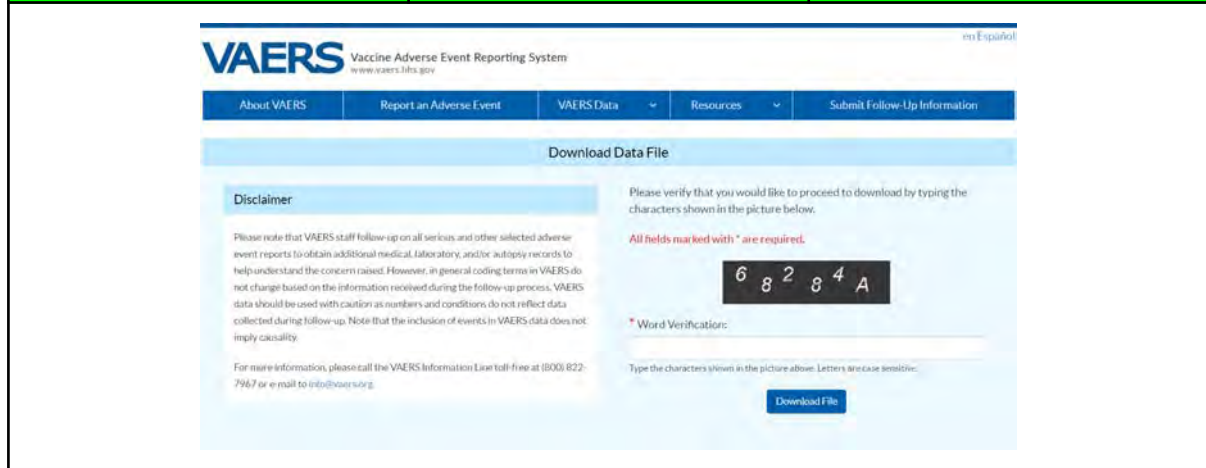 en Español
VAERS Vaccine Adverse Event Reporting System
www.vaers.hhs.gov
About VAERS Report an Adverse Event VAERS Data Resources Submit Follow-Up Information
Download Data File
Disclaimer
Please note that VAERS staff follow-up on all serious and other selected adverse
event reports to obtain additional medical, laboratory, and/or autopsy records to
help understand the concern raised. However, in general coding terms in VAERS do
not change based on the information received during the follow-up process. VAERS
data should be used with caution as numbers and conditions do not reflect data
collected during follow-up. Note that the inclusion of events in VAERS data does not
imply causality.
For more information, please call the VAERS Information Line toll-free at (800) 822-
7967 or e-mail to info@vaers.org.
Please verify that you would like to proceed to download by typing the
characters shown in the picture below.
All fields marked with * are required.
6 8 2 8 4 A
* Word Verification:
Type the characters shown in the picture above. Letters are case sensitive.
Download File